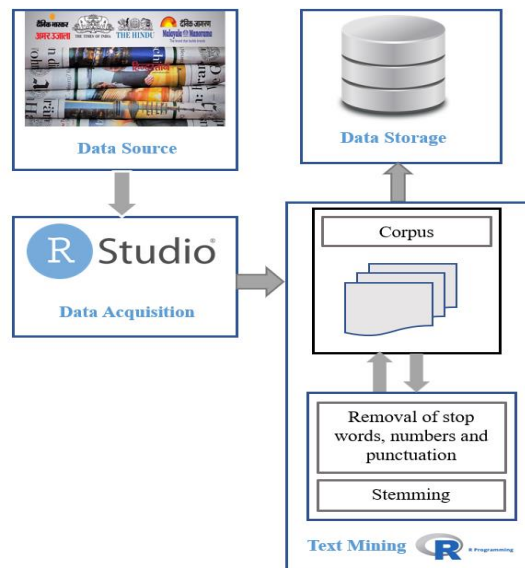 दैनिक भास्कर
अमर उजाला
THE TIMES OF INDIA
THE HINDU
दैनिक जागरण
Malayala Manorama
हिन्दुस्तान
Data Source
Data Storage
R Studio
Data Acquisition
Corpus
Removal of stop
words, numbers and
punctuation
Stemming
Text Mining
R
R Programming